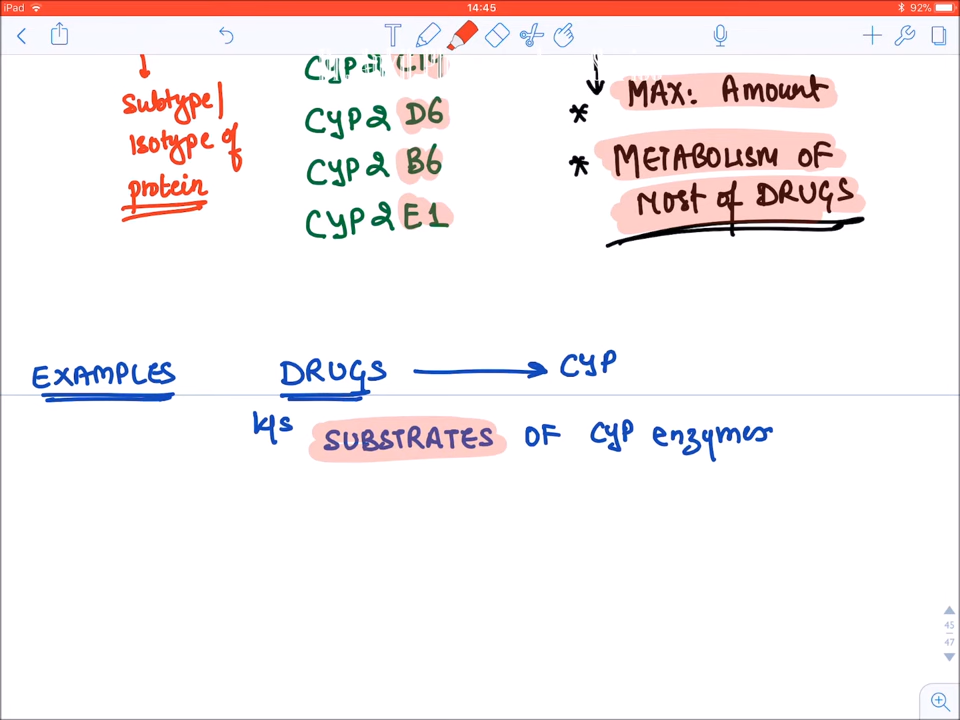 iPad 14:45 92%
CYP2C19
Subtype/
Isotype of
protein
CYP2 D6
CYP2 B6
CYP2 E1
* MAX: Amount
* METABOLISM OF
MOST of DRUGS
EXAMPLES DRUGS → CYP
k/s SUBSTRATES OF CYP enzymes
45
47